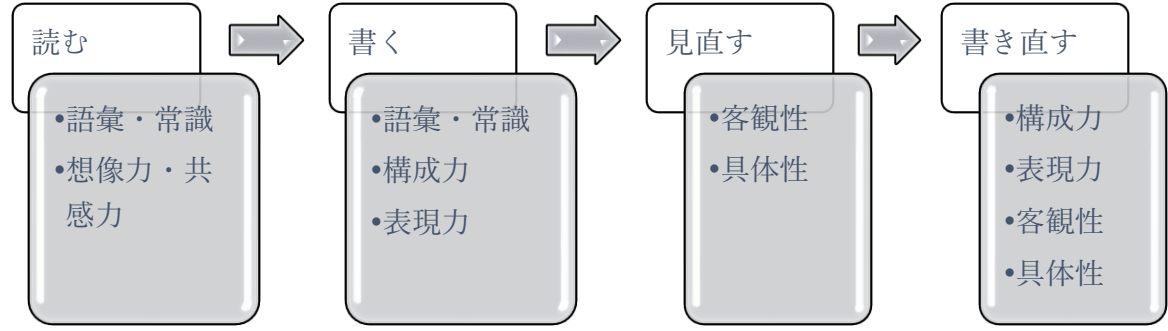 読む
•語彙・常識
•想像力・共
感力
書く
•語彙・常識
•構成力
•表現力
見直す
•客観性
•具体性
書き直す
•構成力
•表現力
•客観性
•具体性